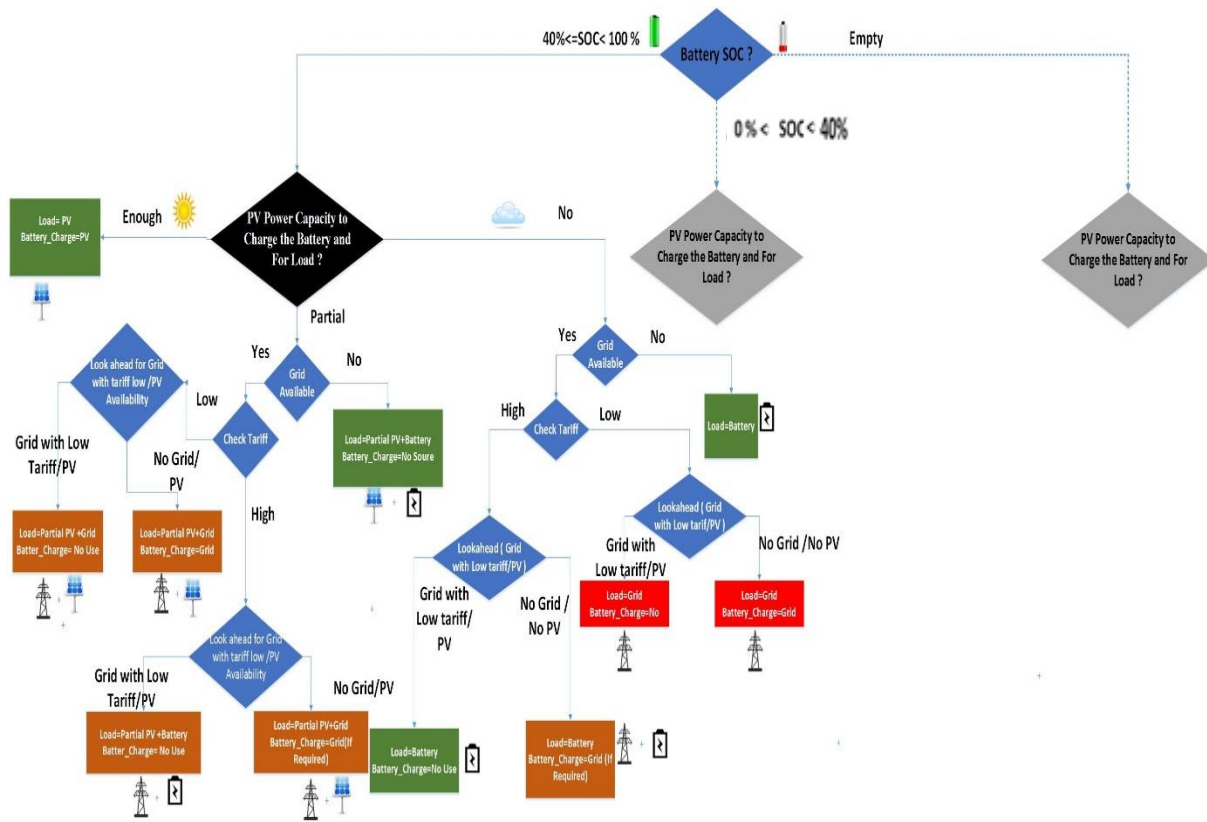 40%<=SOC< 100 %
Battery SOC ?
Empty
0 % < SOC < 40%
Load= PV
Battery_Charge=PV
Enough
PV Power Capacity to
Charge the Battery and
For Load ?
No
PV Power Capacity to
Charge the Battery and For
Load ?
PV Power Capacity to
Charge the Battery and For
Load ?
Partial
Look ahead for Grid
with tariff low /PV
Availability
Yes
Grid
Available
No
Yes
Grid
Available
No
Low
Check Tariff
Load=Partial PV+Battery
Battery_Charge=No Soure
High
Check Tariff
Low
Load=Battery
Grid with Low
Tariff/PV
No Grid/
PV
High
Load=Partial PV +Grid
Batter_Charge= No Use
Load=Partial PV+Grid
Battery_Charge=Grid
Lookahead ( Grid
with Low tariff/PV )
Lookahead ( Grid
with Low tarif/PV )
Grid with
Low tariff/PV
No Grid /No PV
Load=Grid
Battery_Charge=No
Load=Grid
Battery_Charge=Grid
Grid with
Low tariff/
PV
No Grid /
No PV
Look ahead for Grid
with tariff low /PV
Availability
Grid with Low
Tariff/PV
No Grid/PV
Load=Partial PV +Battery
Batter_Charge= No Use
Load=Partial PV+Grid
Battery_Charge=Grid(If
Required)
Load=Battery
Battery_Charge=No Use
Load=Battery
Battery_Charge=Grid (If
Required)